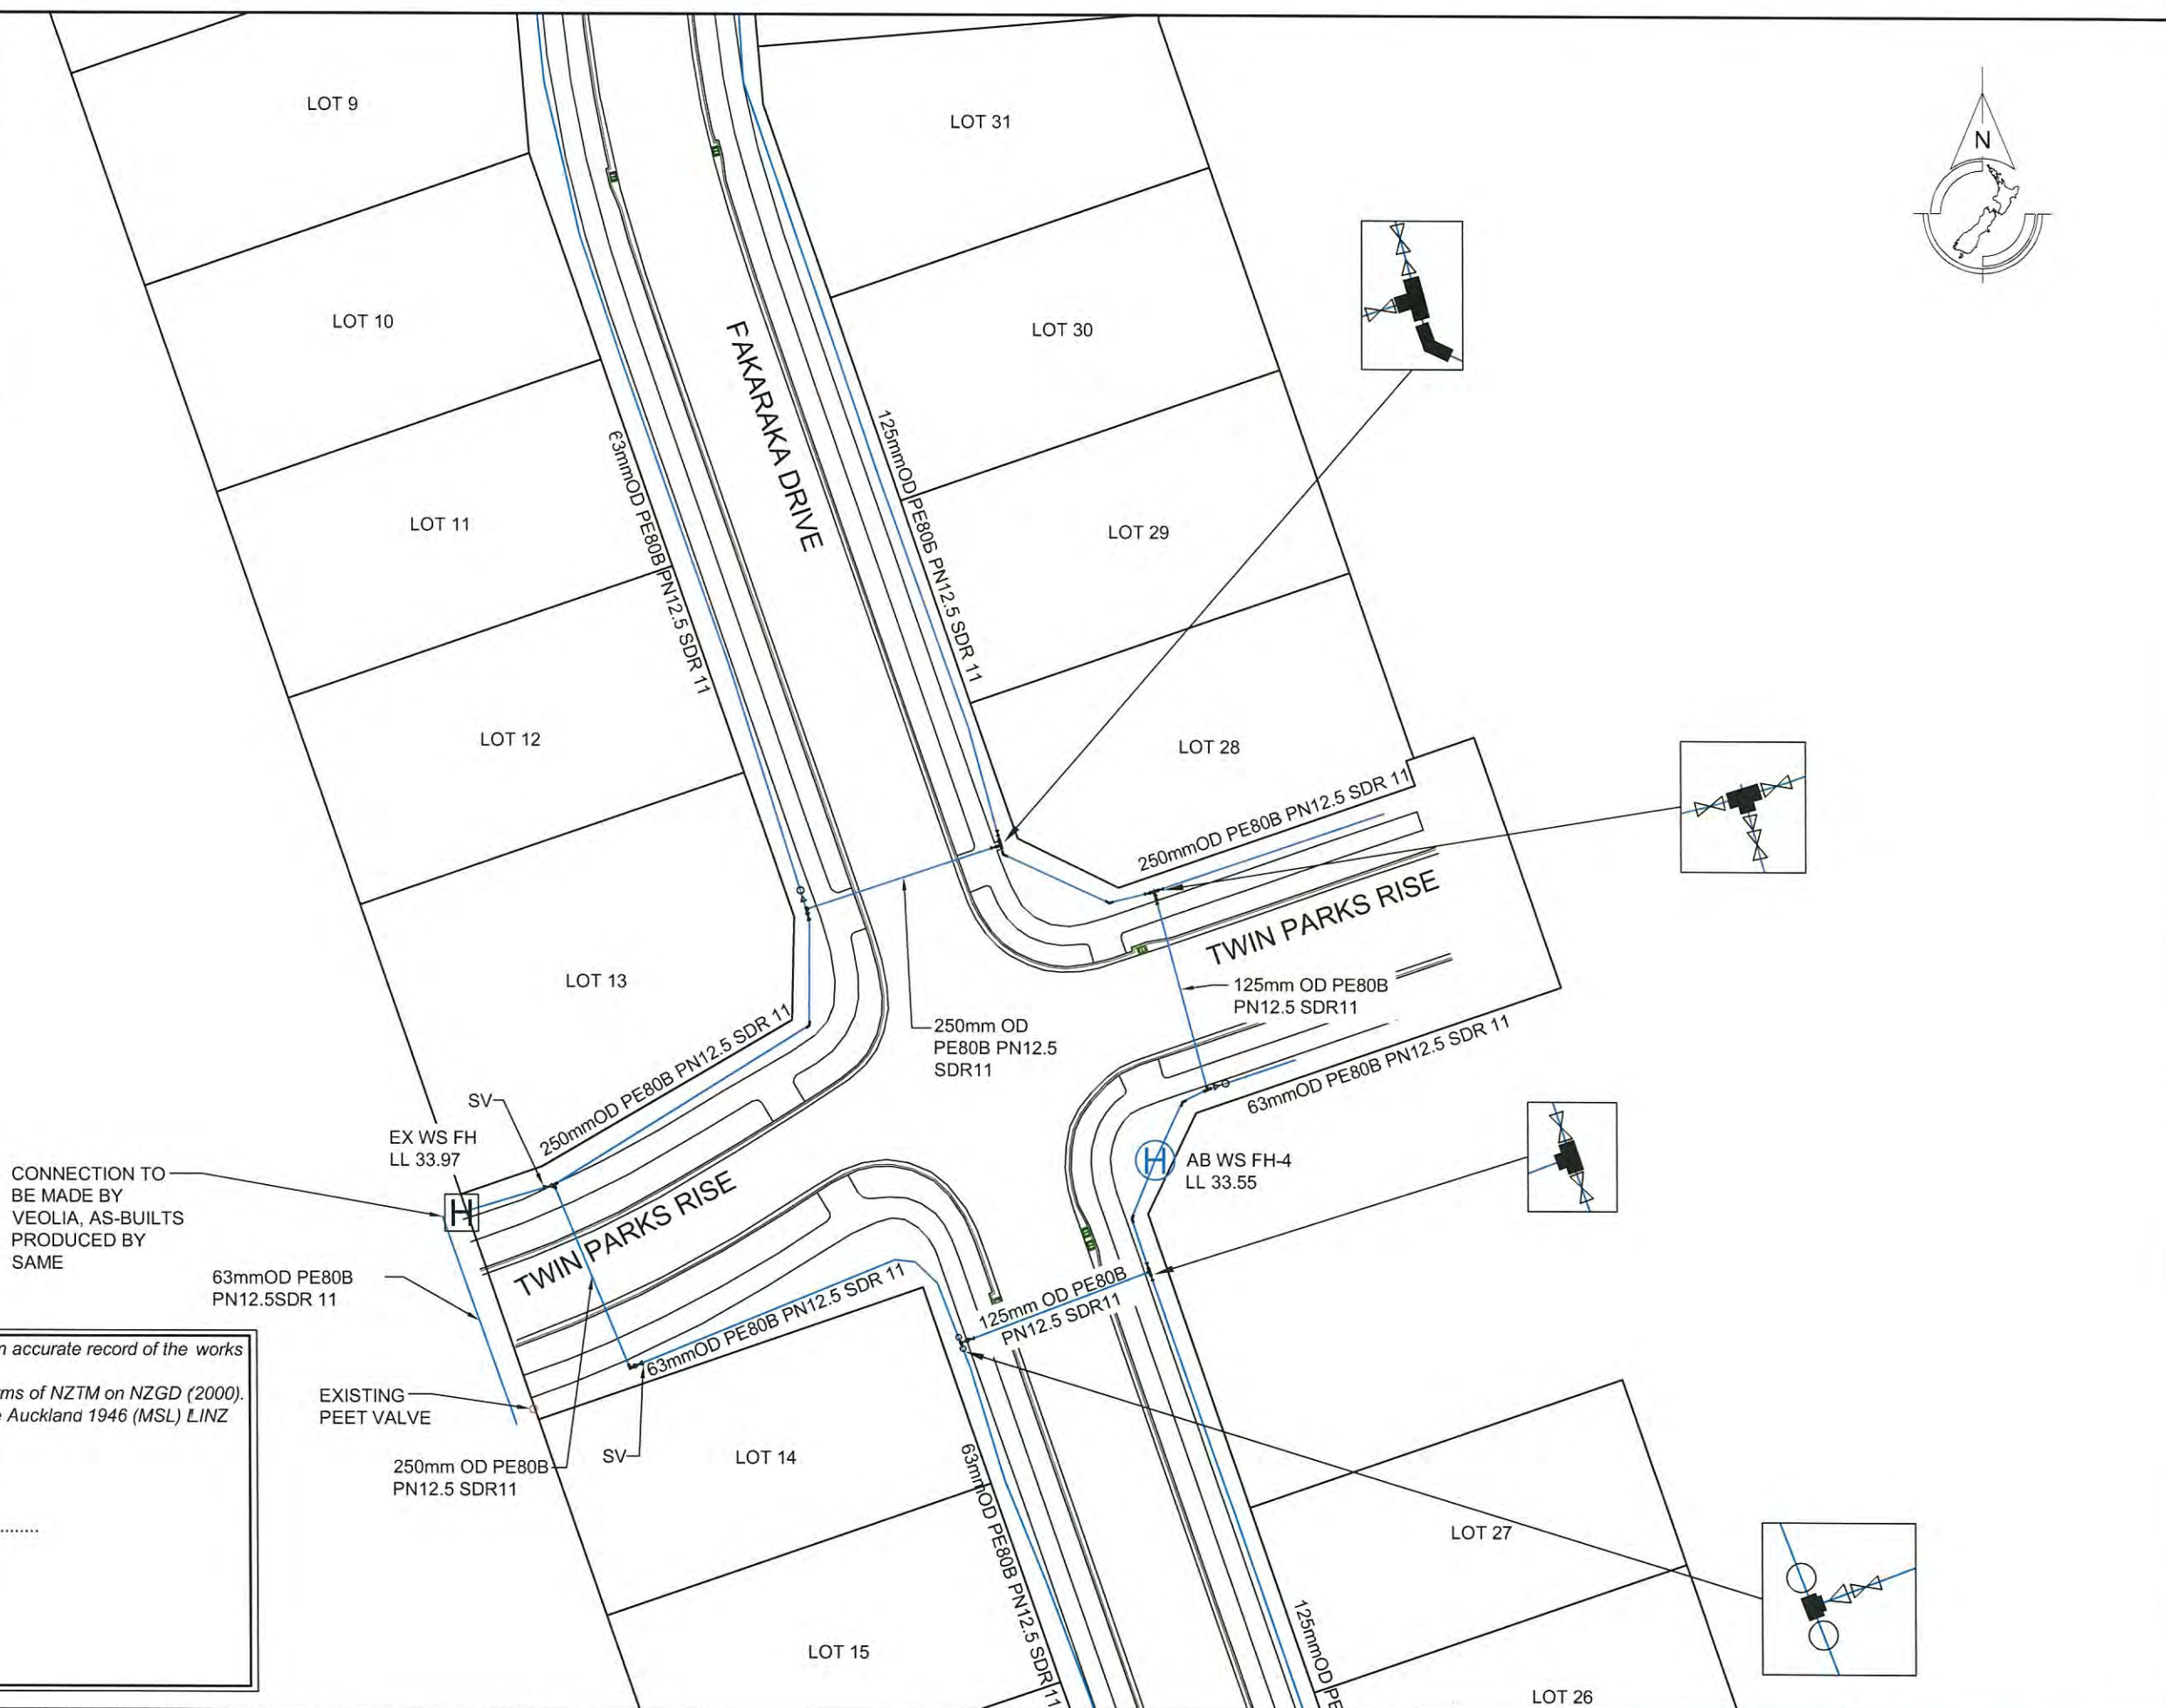 LOT 9
LOT 31
N
LOT 10
LOT 30
FAKARAKA DRIVE
63mmOD PE80B PN12.5 SDR 11
125mmOD PE80B PN12.5 SDR 11
LOT 11
LOT 29
LOT 12
LOT 28
250mmOD PE80B PN12.5 SDR 11
TWIN PARKS RISE
LOT 13
125mm OD PE80B
PN12.5 SDR11
250mm OD
PE80B PN12.5
SDR11
63mmOD PE80B PN12.5 SDR 11
250mmOD PE80B PN12.5 SDR 11
SV
EX WS FH
LL 33.97
H
CONNECTION TO
BE MADE BY
VEOLIA, AS-BUILTS
PRODUCED BY
SAME
H
AB WS FH-4
LL 33.55
TWIN PARKS RISE
63mmOD PE80B
PN12.5SDR 11
63mmOD PE80B PN12.5 SDR 11
125mm OD PE80B
PN12.5 SDR11
accurate record of the works
of NZTM on NZGD (2000).
Auckland 1946 (MSL) LINZ
EXISTING
PEET VALVE
SV
250mm OD PE80B
PN12.5 SDR11
LOT 14
63mmOD PE80B PN12.5 SDR 11
LOT 27
LOT 15
125mmOD PE
LOT 26